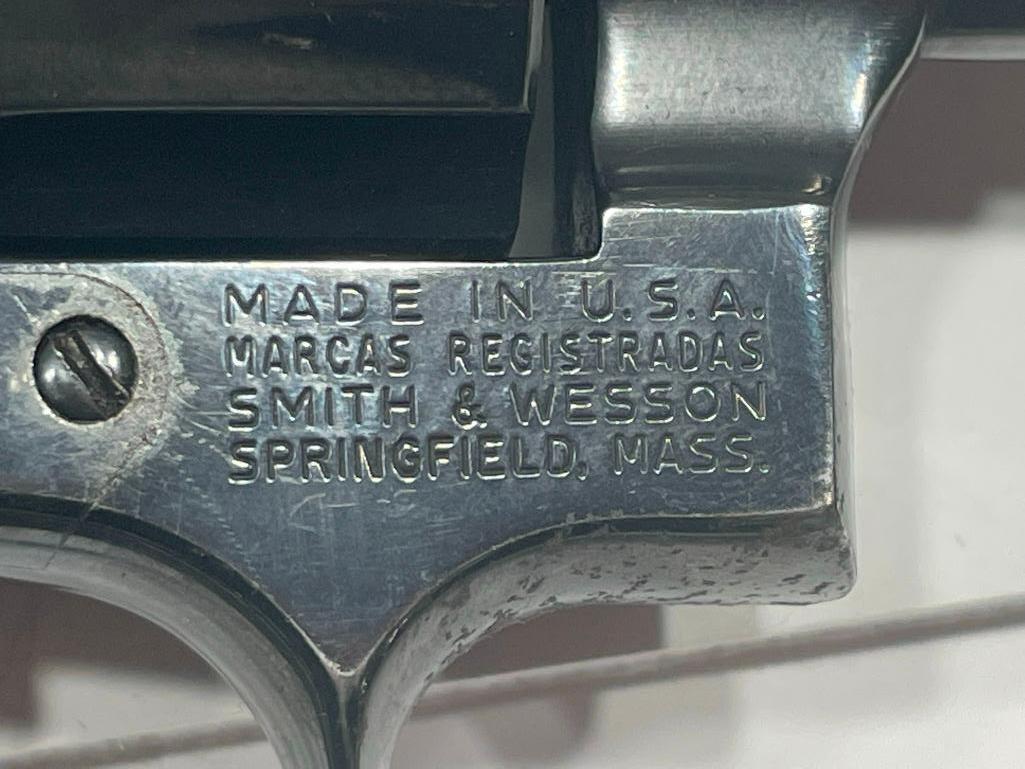 MADE IN U.S.A.
MARCAS REGISTRADAS
SMITH & WESSON
SPRINGFIELD, MASS.